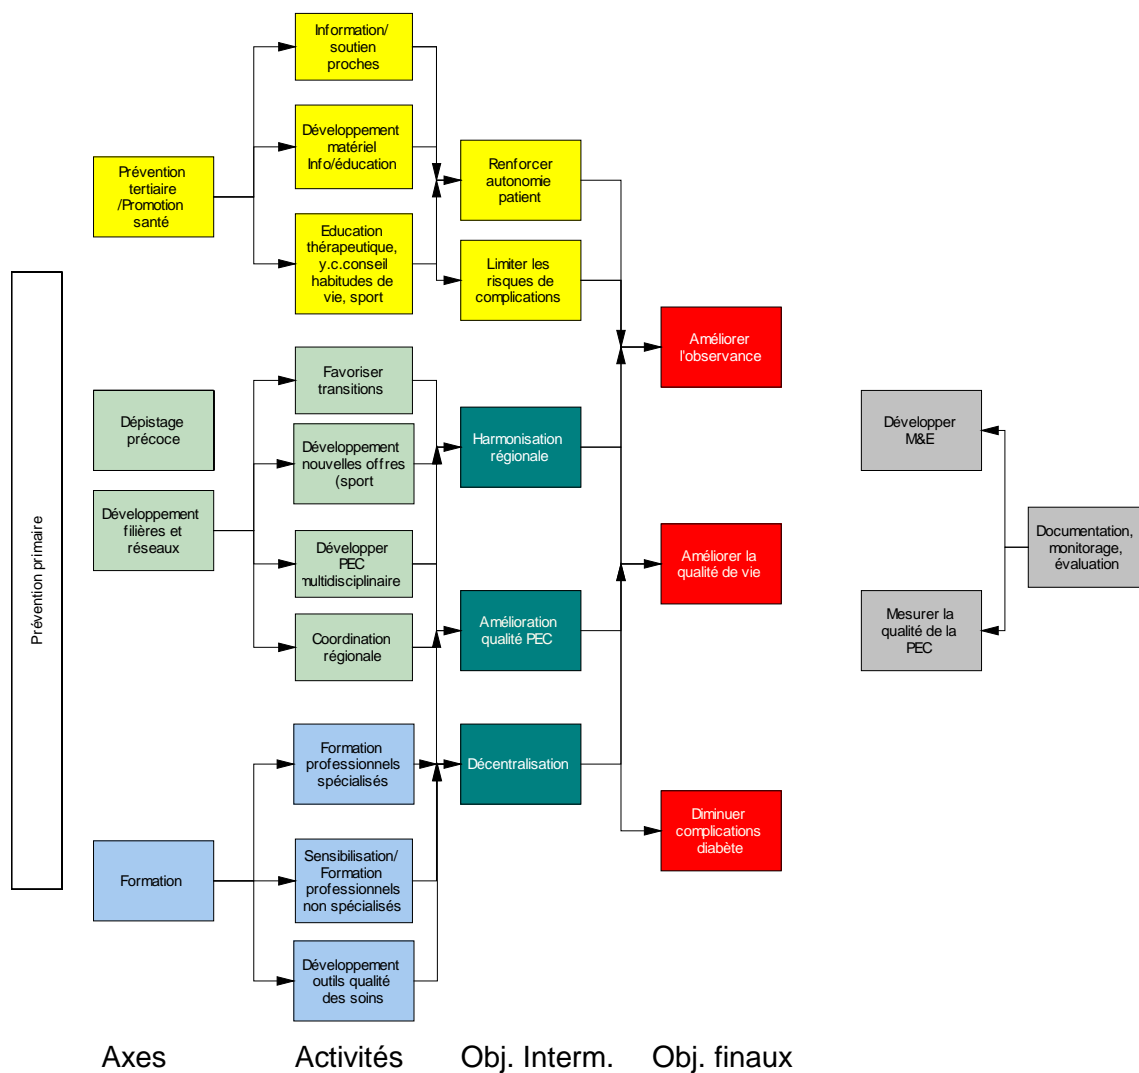 Information/
soutien
proches
Développement
matériel
Info/éducation
Prévention
tertiaire
/Promotion
santé
Renforcer
autonomie
patient
Education
thérapeutique,
y.c.conseil
habitudes de
vie, sport
Limiter les
risques de
complications
Prévention primaire
Améliorer
l'observance
Favoriser
transitions
Dépistage
précoce
Développement
nouvelles offres
(sport
Harmonisation
régionale
Développer
M&E
Développement
filières et
réseaux
Développer
PEC
multidisciplinaire
Améliorer la
qualité de vie
Documentation,
monitorage,
évaluation
Coordination
régionale
Amélioration
qualité PEC
Mesurer la
qualité de la
PEC
Formation
professionnels
spécialisés
Décentralisation
Diminuer
complications
diabète
Formation
Sensibilisation/
Formation
professionnels
non spécialisés
Développement
outils qualité
des soins
Axes
Activités
Obj. Interm.
Obj. finaux